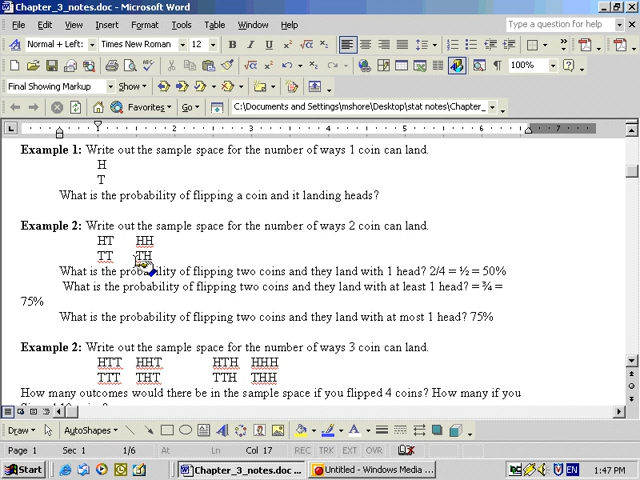 Chapter_3_notes.doc - Microsoft Word
File Edit View Insert Format Tools Table Window Help Type a question for help
Normal + Left: Times New Roman 12
100%
Final Showing Markup Show
Favorites Go C:\Documents and Settings\mshore\Desktop\stat notes\Chapter_
1 2 3 4 5 6 7
Example 1: Write out the sample space for the number of ways 1 coin can land.
H
T
What is the probability of flipping a coin and it landing heads?
Example 2: Write out the sample space for the number of ways 2 coin can land.
HT HH
TT TH
What is the probability of flipping two coins and they land with 1 head? 2/4 = ½ = 50%
What is the probability of flipping two coins and they land with at least 1 head? = ¾ =
75%
What is the probability of flipping two coins and they land with at most 1 head? 75%
Example 2: Write out the sample space for the number of ways 3 coin can land.
HTT HHT HTH HHH
TTT THT TTH THH
How many outcomes would there be in the sample space if you flipped 4 coins? How many if you
Draw AutoShapes
Page 1 Sec 1 1/6 At Ln Col 17 REC TRK EXT OVR
Start Chapter_3_notes.doc ... Untitled - Windows Media ... EN 1:47 PM